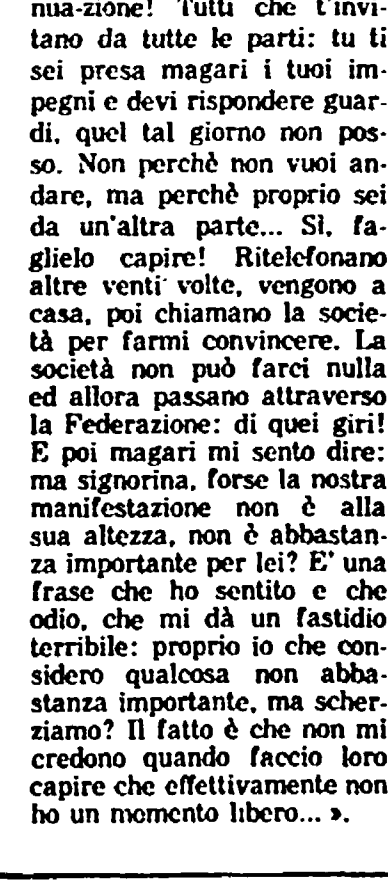 nua-zione! Tutti che t'invi-
tano da tutte le parti: tu ti
sei presa magari i tuoi im-
pegni e devi rispondere guar-
di, quel tal giorno non pos-
so. Non perchè non vuoi an-
dare, ma perchè proprio sei
da un'altra parte... Sì, fa-
glielo capire! Ritelefonano
altre venti volte, vengono a
casa, poi chiamano la socie-
tà per farmi convincere. La
società non può farci nulla
ed allora passano attraverso
la Federazione: di quei giri!
E poi magari mi sento dire:
ma signorina, forse la nostra
manifestazione non è alla
sua altezza, non è abbastan-
za importante per lei? E' una
frase che ho sentito e che
odio, che mi dà un fastidio
terribile: proprio io che con-
sidero qualcosa non abba-
stanza importante, ma scher-
ziamo? Il fatto è che non mi
credono quando faccio loro
capire che effettivamente non
ho un momento libero... ».